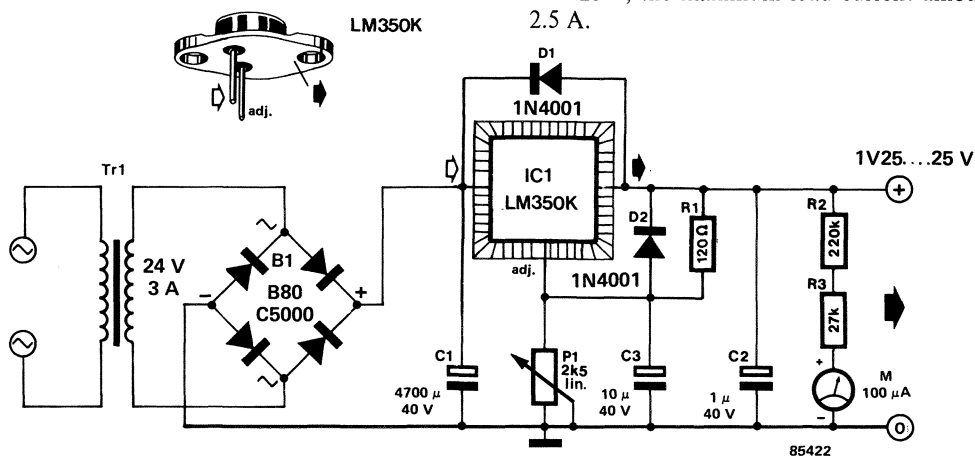 2.5 A.
LM350K
adj.
D1
1N4001
Tr1
24 V
3 A
~
B1
B80
C5000
~
–
+
IC1
LM350K
adj.
D2
1N4001
R1
120Ω
1V25....25 V
+
R2
220k
R3
27k
C1
4700 µ
40 V
P1
2k5
lin.
C3
10 µ
40 V
C2
1 µ
40 V
+
M
100 µA
–
0
85422